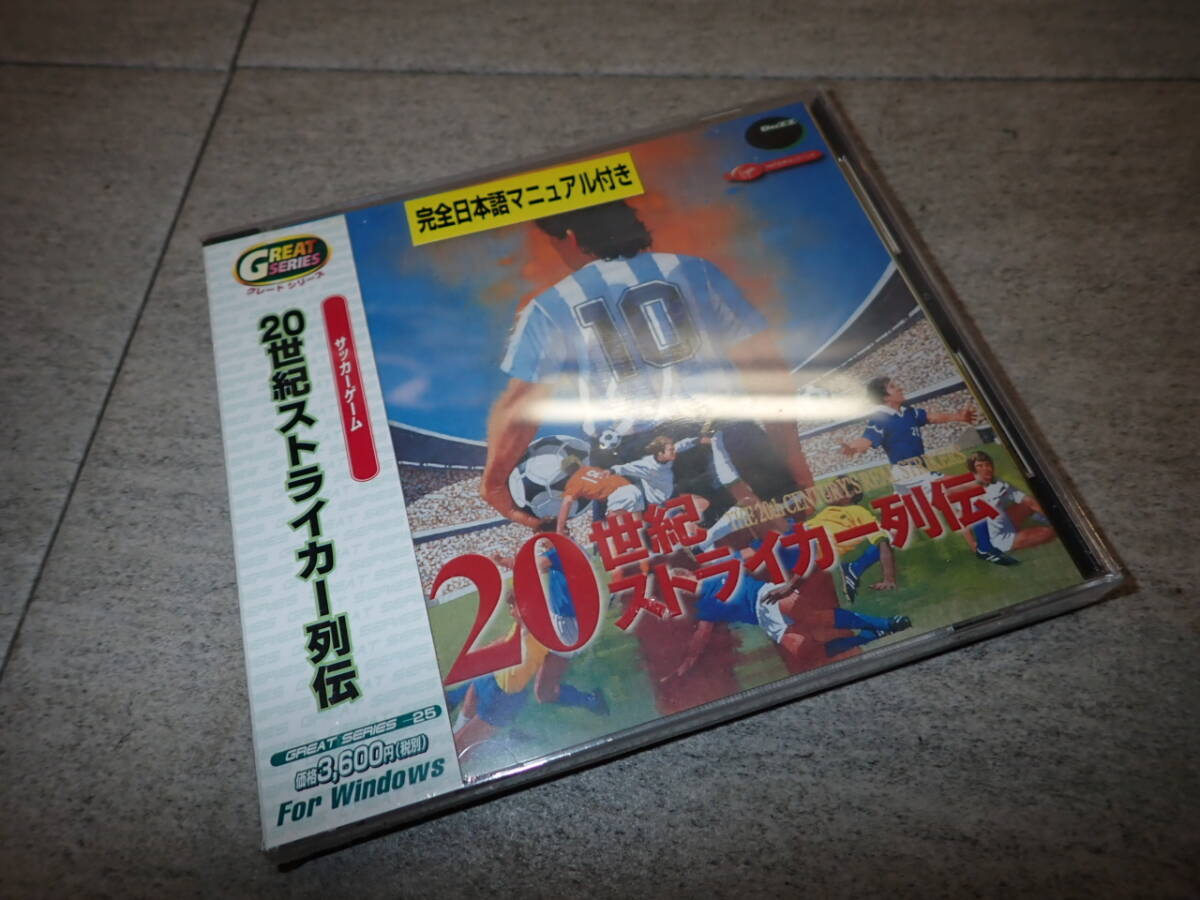 GREAT
SERIES
グレートシリーズ
サッカーゲーム
20世紀ストライカー列伝
GREAT SERIES -25
価格3,600円(税別)
For Windows
完全日本語マニュアル付き
10
THE 20th CENTURY'S
20世紀
ストライカー列伝